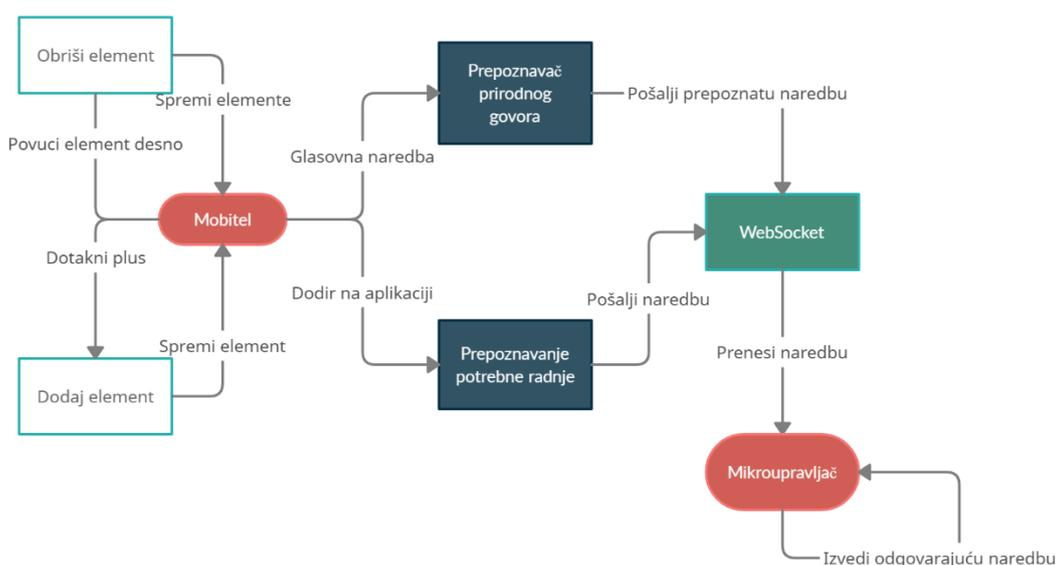 Obriši element
Spremi elemente
Povuci element desno
Mobitel
Dotakni plus
Spremi element
Dodaj element
Glasovna naredba
Prepoznavač
prirodnog
govora
Pošalji prepoznatu naredbu
Dodir na aplikaciji
Prepoznavanje
potrebne radnje
Pošalji naredbu
WebSocket
Prenesi naredbu
Mikroupravljač
Izvedi odgovarajuću naredbu